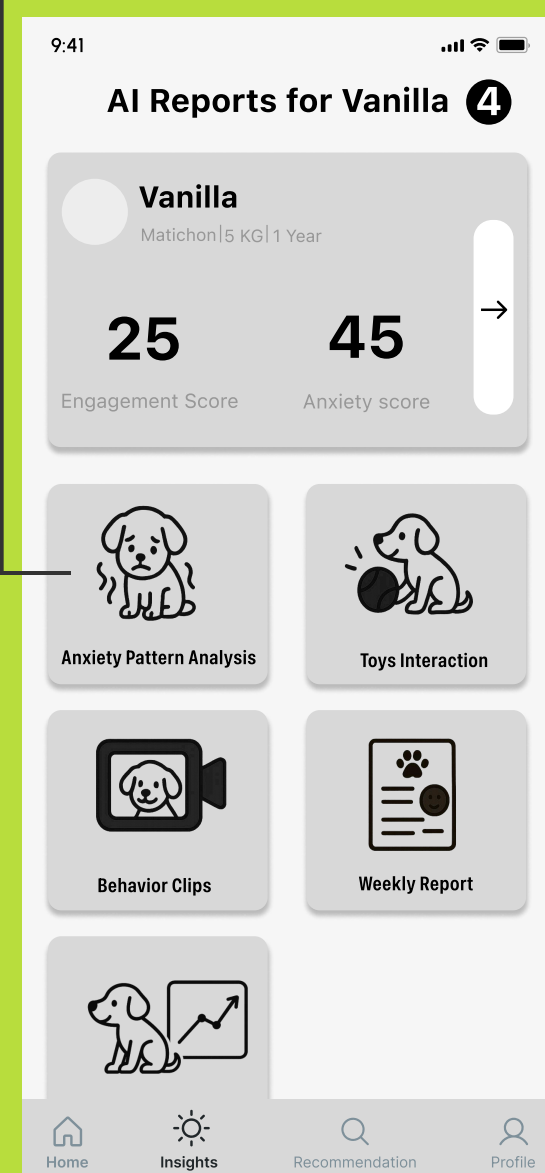 9:41
AI Reports for Vanilla 4
Vanilla
Matichon|5 KG|1 Year
25 45
Engagement Score Anxiety score
Anxiety Pattern Analysis Toys Interaction
Behavior Clips Weekly Report
Home Insights Recommendation Profile